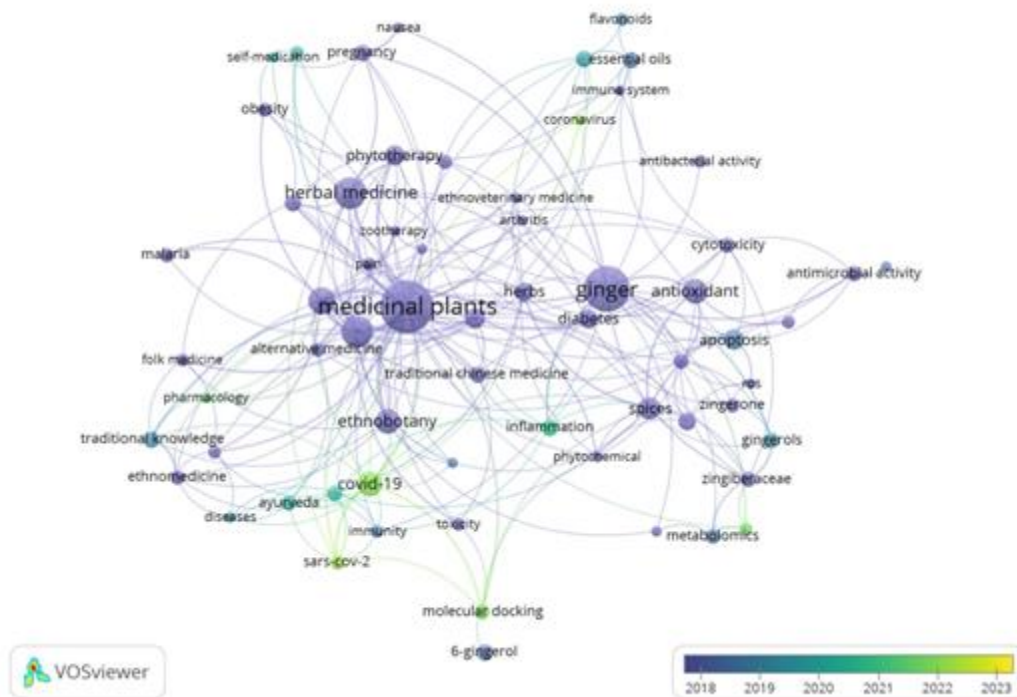 flavonoids
nausea
self-medication
pregnancy
essential oils
immune system
obesity
coronavirus
phytotherapy
antibacterial activity
herbal medicine
ethnoveterinary medicine
arthritis
zootherapy
malaria
pain
cytotoxicity
antimicrobial activity
medicinal plants
herbs
ginger
antioxidant
diabetes
alternative medicine
apoptosis
folk medicine
traditional chinese medicine
ros
pharmacology
spices
zingerone
ethnobotany
inflammation
traditional knowledge
gingerols
phytochemical
ethnomedicine
covid-19
zingiberaceae
ayurveda
diseases
immunity
toxicity
metabolomics
sars-cov-2
molecular docking
6-gingerol
VOSviewer
2018 2019 2020 2021 2022 2023